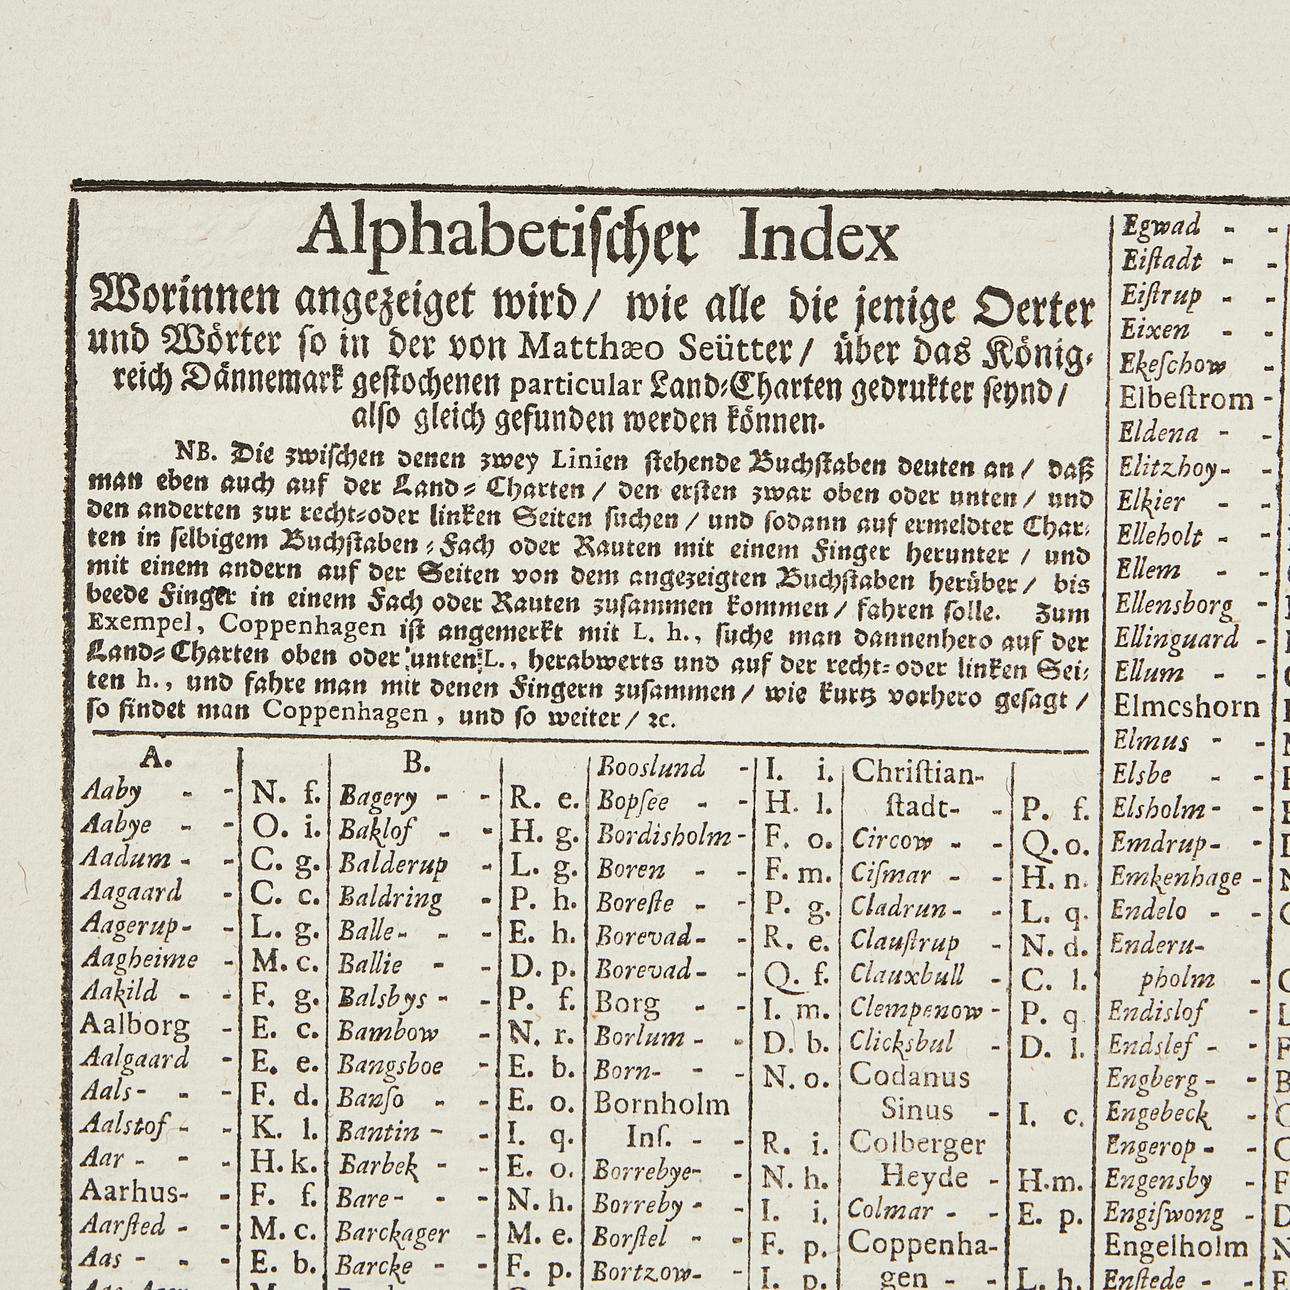 Alphabetiſcher Index
Worinnen angezeiget wird/ wie alle die jenige Oerter
und Wörter ſo in der von Matthæo Seütter/ über das König⸗
reich Dännemark geſtochenen particular Land⸗Charten gedrukter ſeynd/
alſo gleich gefunden werden können.
NB. Die zwiſchen denen zwey Linien ſtehende Buchſtaben deuten an/ daß
man eben auch auf der Land⸗Charten/ den erſten zwar oben oder unten/ und
den anderten zur recht⸗oder linken Seiten ſuchen/ und ſodann auf ermeldter Char⸗
ten in ſelbigem Buchſtaben⸗Fach oder Rauten mit einem Finger herunter/ und
mit einem andern auf der Seiten von dem angezeigten Buchſtaben herüber/ bis
beede Finger in einem Fach oder Rauten zuſammen kommen/ fahren ſolle. Zum
Exempel, Coppenhagen iſt angemerkt mit L. h., ſuche man dannenhero auf der
Land⸗Charten oben oder unten L., herabwerts und auf der recht⸗oder linken Sei⸗
ten h., und fahre man mit denen Fingern zuſammen/ wie kurtz vorhero geſagt/
ſo findet man Coppenhagen, und ſo weiter/ ꝛc.
A.
Aaby - - N. f.
Aabye - - O. i.
Aadum - - C. g.
Aagaard - C. c.
Aagerup- - L. g.
Aagheime - M. c.
Aakild - - F. g.
Aalborg - E. c.
Aalgaard - E. e.
Aals- - - F. d.
Aalstof - - K. l.
Aar - - - H. k.
Aarhus- - F. f.
Aarſted - - M. c.
Aas - - - E. b.
B.
Bagery - - R. e.
Baklof - - H. g.
Balderup - L. g.
Baldring - P. h.
Balle- - - E. h.
Ballie - - D. p.
Balsbys - - P. f.
Bambow - N. r.
Bangsboe - E. b.
Banſo - - E. o.
Bantin - - I. q.
Barbek - - E. o.
Bare - - - N. h.
Barckager - M. e.
Barcke - - F. p.
Booslund - I. i.
Bopſee - - H. l.
Bordisholm - F. o.
Boren - - F. m.
Boreſte - - P. g.
Borevad- - R. e.
Borevad- - Q. f.
Borg - - I. m.
Borlum - - D. b.
Born- - - N. o.
Bornholm
Inſ. - - R. i.
Borrebye- - N. h.
Borreby - - I. i.
Borſtel - - F. p.
Bortzow- - I. p.
Chriſtian-
ſtadt- - P. f.
Circow - - Q. o.
Ciſmar - - H. n.
Cladrun- - L. q.
Clauſtrup - N. d.
Clauxbull - C. l.
Clempenow - P. q
Clicksbul - D. l.
Codanus
Sinus - I. c.
Colberger
Heyde - H.m.
Colmar - - E. p.
Coppenha-
gen - - L. h.
Egwad - -
Eiſtadt - -
Eiſtrup - -
Eixen - -
Ekeſchow -
Elbeſtrom -
Eldena - -
Elitzhoy- -
Elkier - -
Elleholt - -
Ellem - -
Ellensborg -
Ellinguard -
Ellum - -
Elmcshorn
Elmus - -
Elsbe - -
Elsholm- -
Emdrup- -
Emkenhage -
Endelo - -
Enderu-
pholm -
Endislof -
Endslef - -
Engberg - -
Engebeck -
Engerop - -
Engensby -
Engiſwong -
Engelholm
Enſtede - -